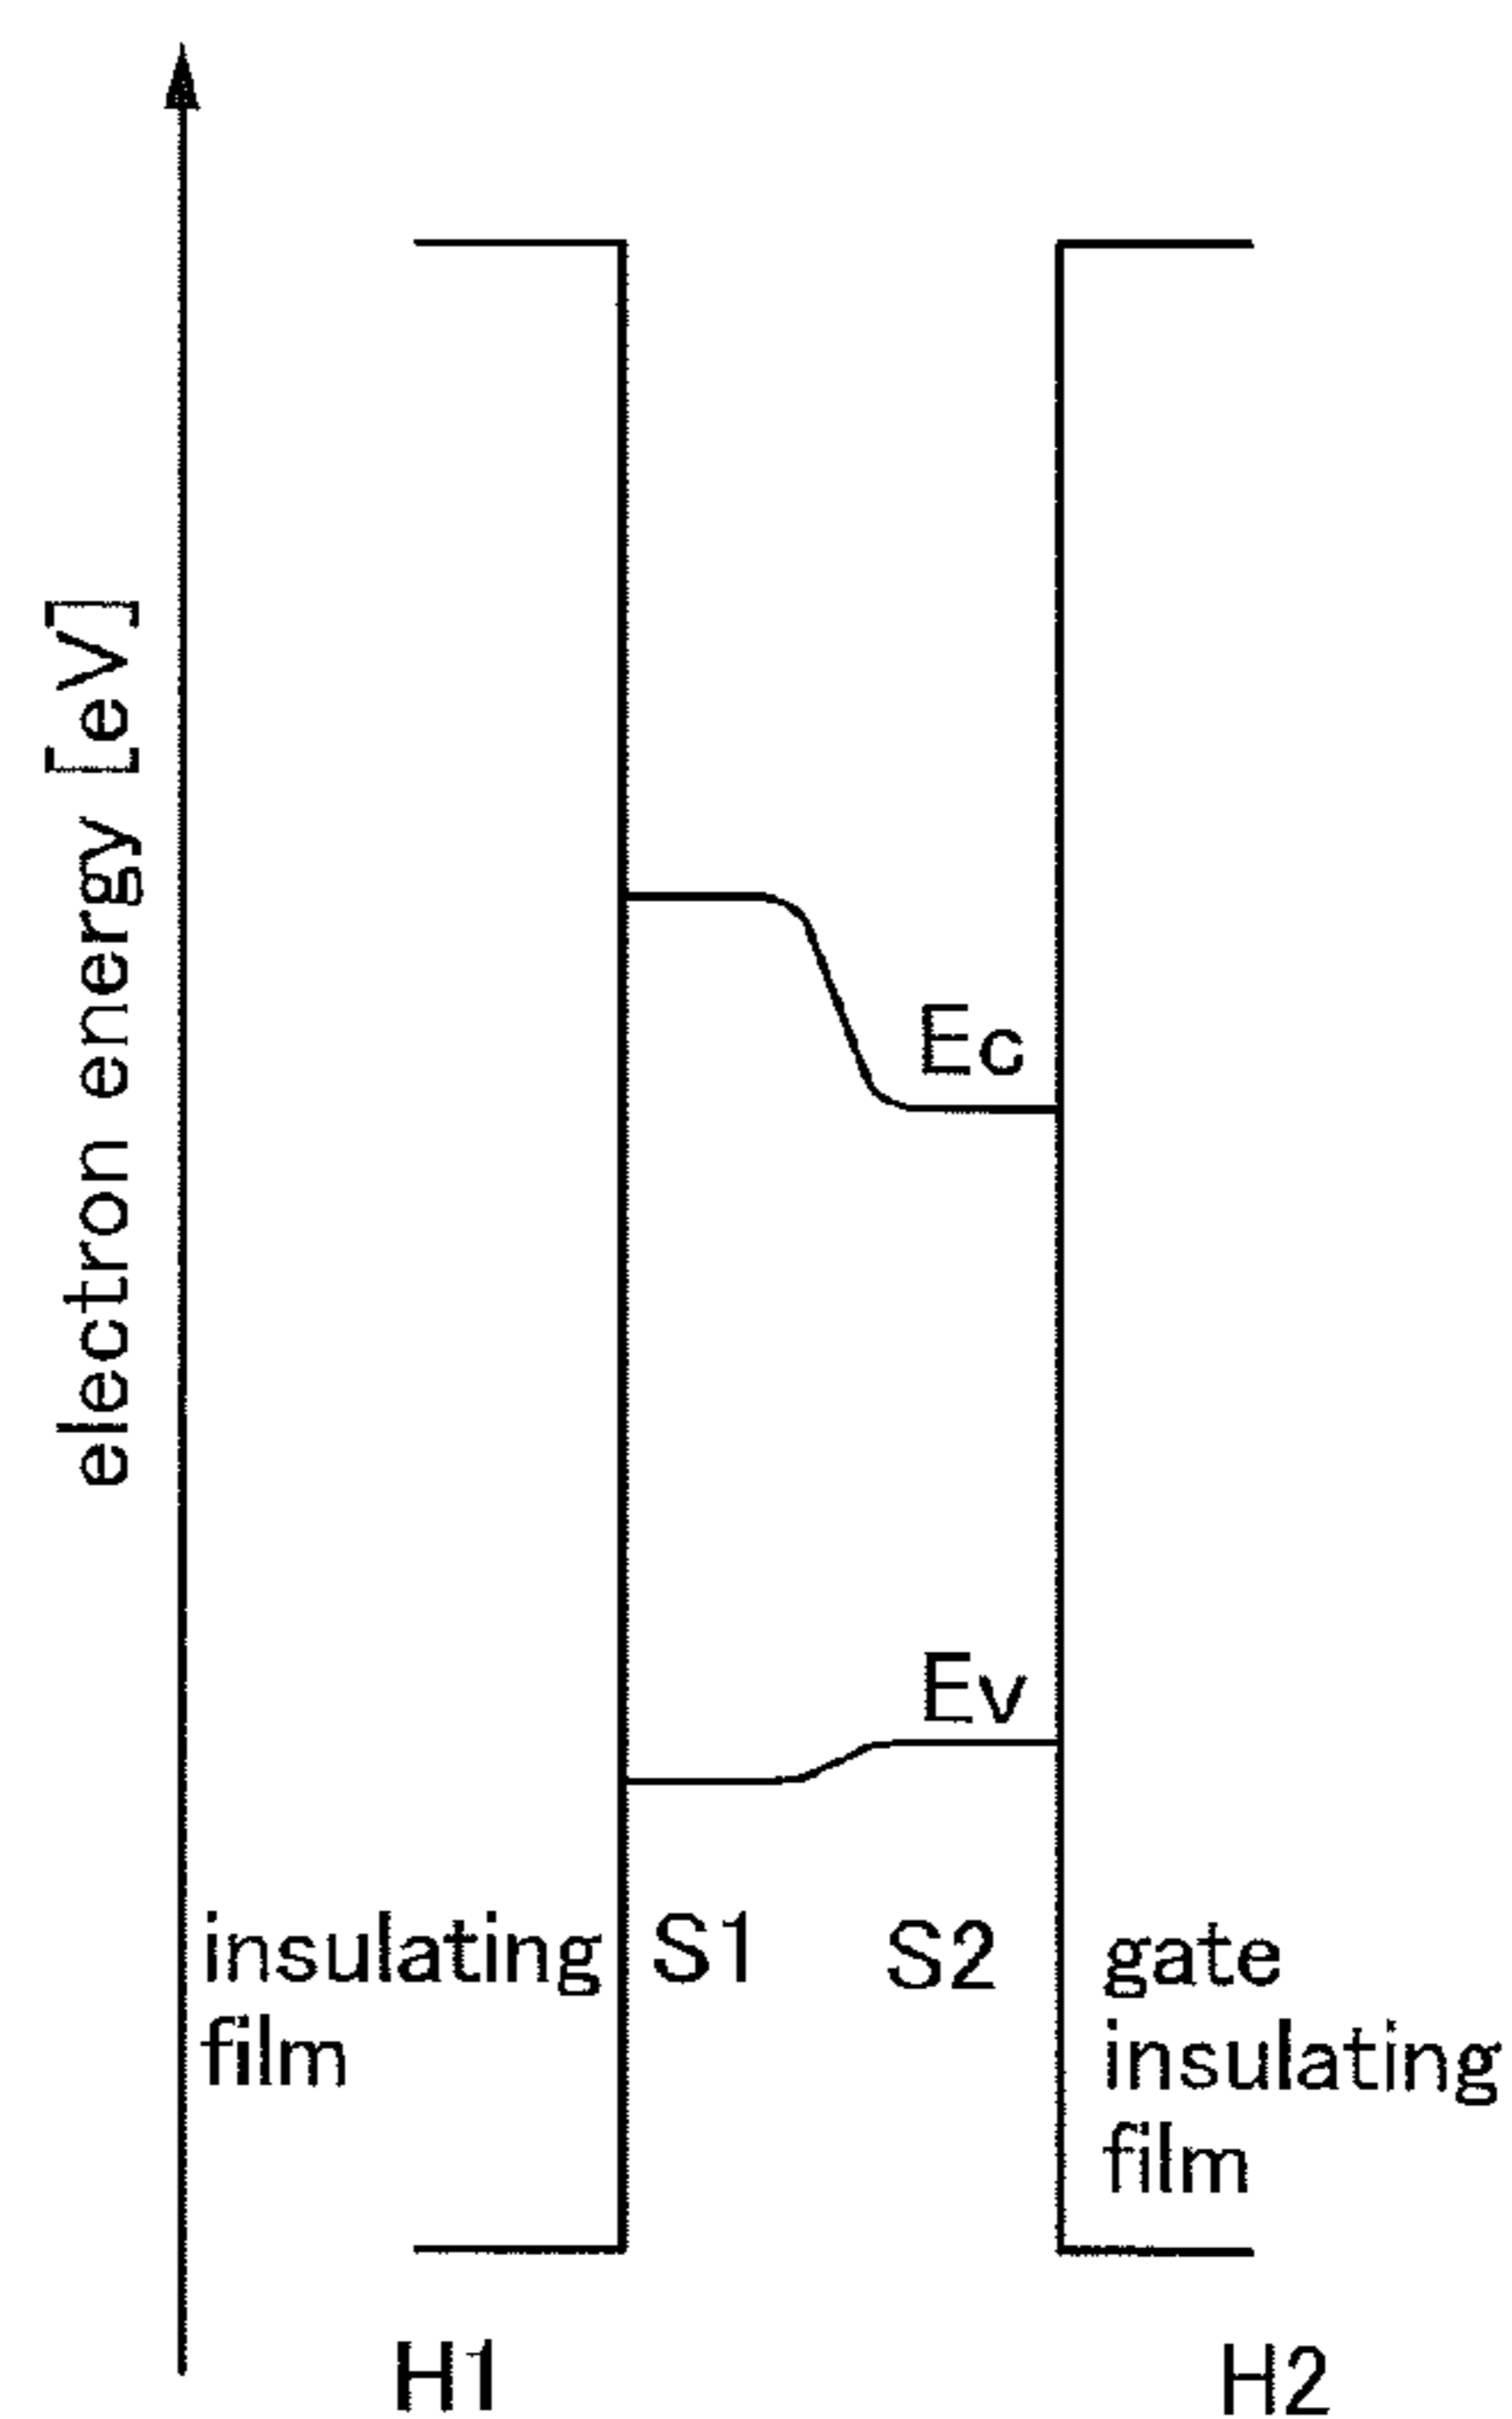 electron energy [eV]
Ec
Ev
insulating
film
S1
S2
gate
insulating
film
H1
H2